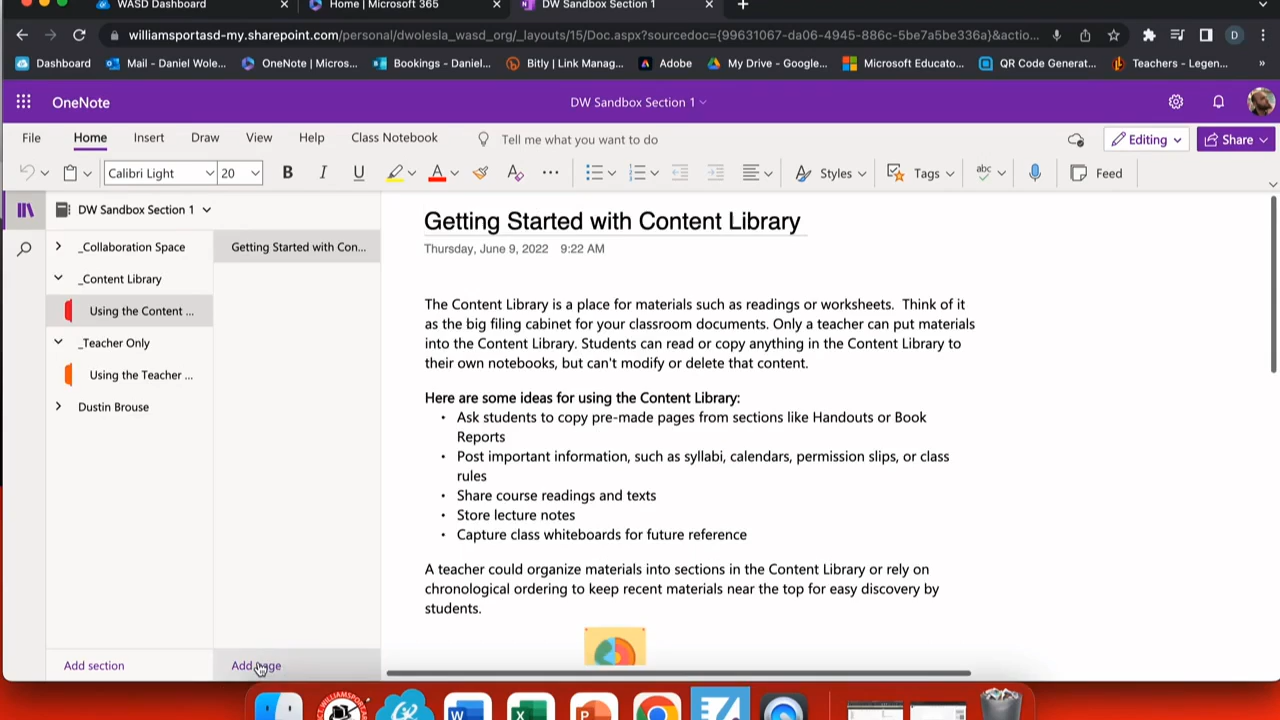 WASD Dashboard
Home | Microsoft 365
DW Sandbox Section 1
williamsportasd-my.sharepoint.com/personal/dwolesla_wasd_org/_layouts/15/Doc.aspx?sourcedoc={99631067-da06-4945-886c-5be7a5be336a}&actio...
D
Dashboard
Mail - Daniel Wole...
OneNote | Micros...
Bookings - Daniel...
Bitly | Link Manag...
Adobe
My Drive - Google...
Microsoft Educato...
QR Code Generat...
Teachers - Legen...
OneNote
DW Sandbox Section 1
File
Home
Insert
Draw
View
Help
Class Notebook
Tell me what you want to do
Editing
Share
Calibri Light
20
B
I
U
A
Styles
Tags
abc
Feed
DW Sandbox Section 1
_Collaboration Space
_Content Library
Using the Content ...
_Teacher Only
Using the Teacher ...
Dustin Brouse
Add section
Getting Started with Con...
Add page
Getting Started with Content Library
Thursday, June 9, 2022 9:22 AM
The Content Library is a place for materials such as readings or worksheets. Think of it
as the big filing cabinet for your classroom documents. Only a teacher can put materials
into the Content Library. Students can read or copy anything in the Content Library to
their own notebooks, but can't modify or delete that content.
Here are some ideas for using the Content Library:
• Ask students to copy pre-made pages from sections like Handouts or Book
Reports
• Post important information, such as syllabi, calendars, permission slips, or class
rules
• Share course readings and texts
• Store lecture notes
• Capture class whiteboards for future reference
A teacher could organize materials into sections in the Content Library or rely on
chronological ordering to keep recent materials near the top for easy discovery by
students.
W
X
P